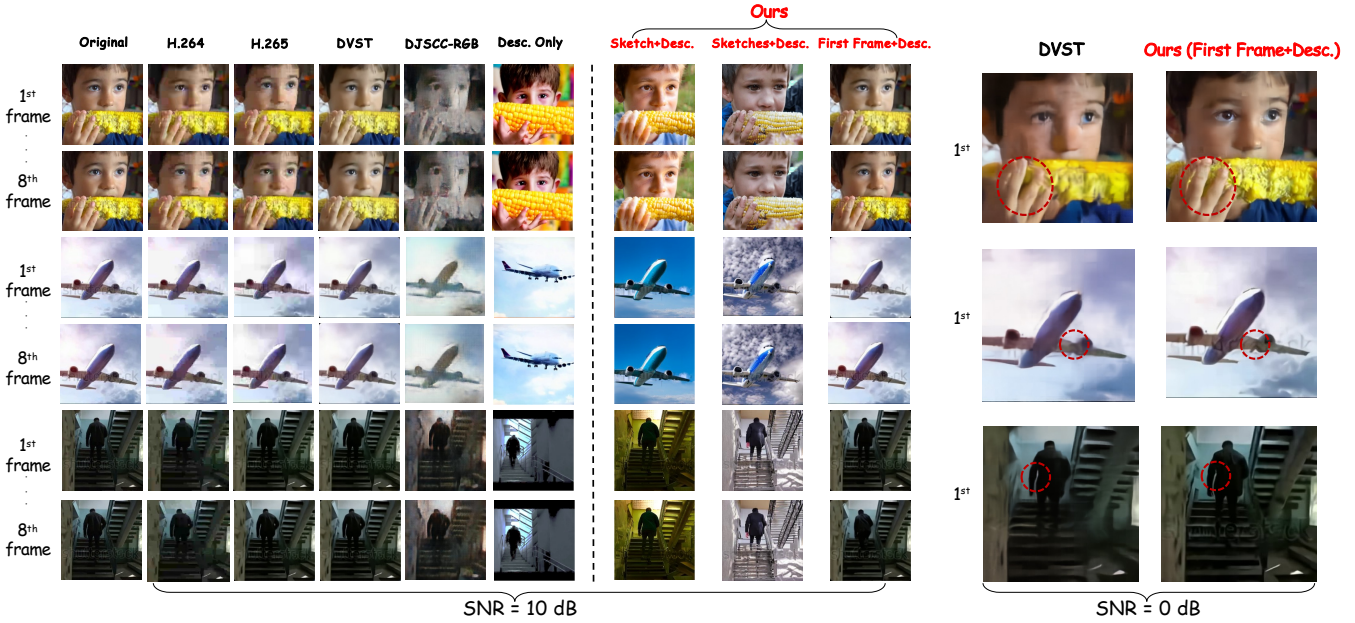 Ours
Original H.264 H.265 DVST DJSCC-RGB Desc. Only Sketch+Desc. Sketches+Desc. First Frame+Desc.
DVST Ours (First Frame+Desc.)
1st
frame
8th
frame
1st
frame
8th
frame
1st
frame
8th
frame
1st
1st
1st
SNR = 10 dB
SNR = 0 dB